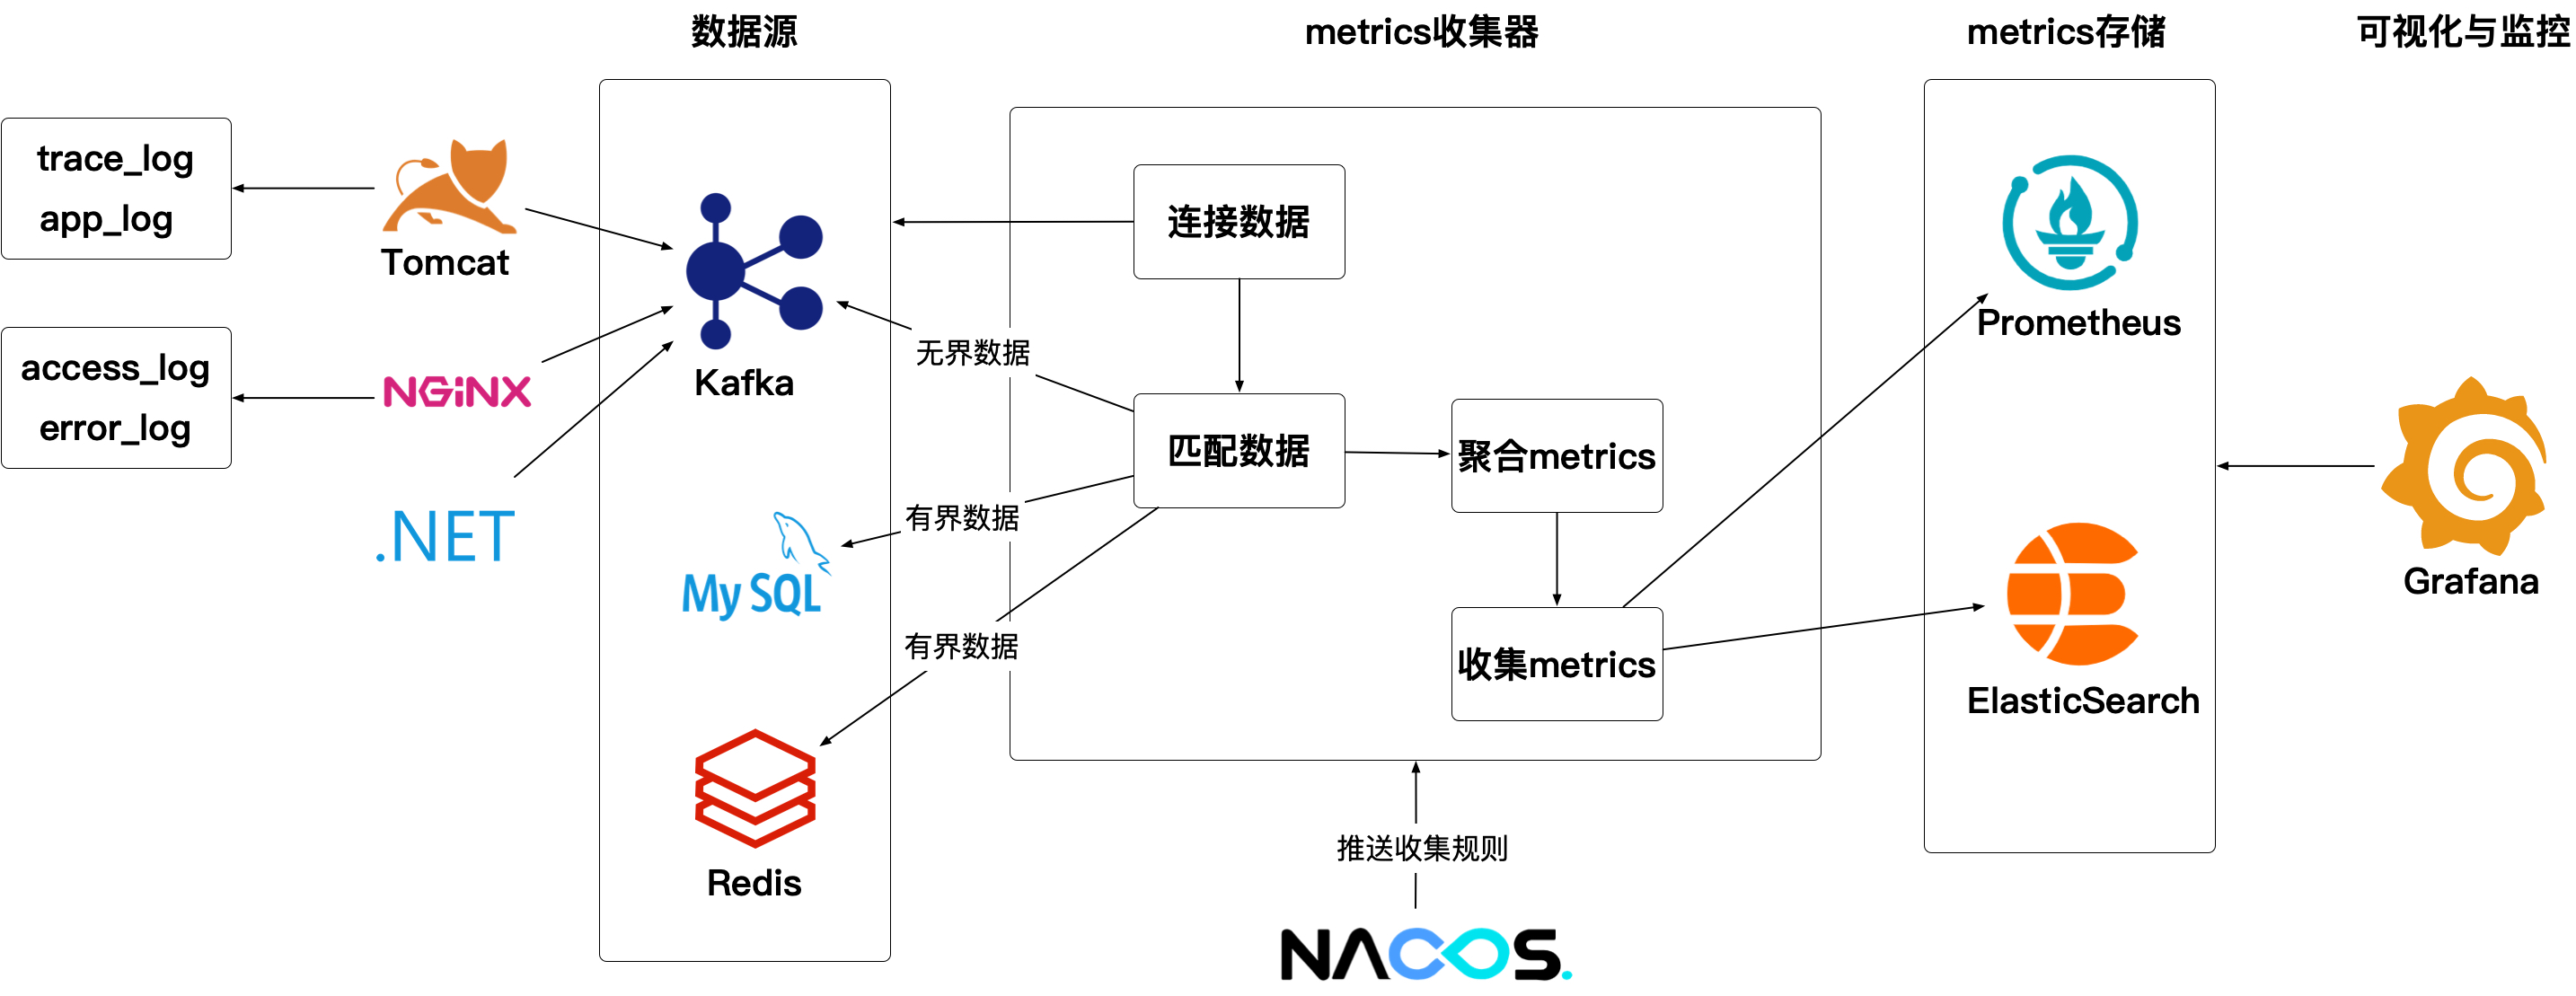 数据源
metrics收集器
metrics存储
可视化与监控
trace_log
app_log
Tomcat
access_log
error_log
NGiNX
.NET
Kafka
MySQL
Redis
无界数据
有界数据
有界数据
连接数据
匹配数据
聚合metrics
收集metrics
推送收集规则
NACOS.
Prometheus
ElasticSearch
Grafana